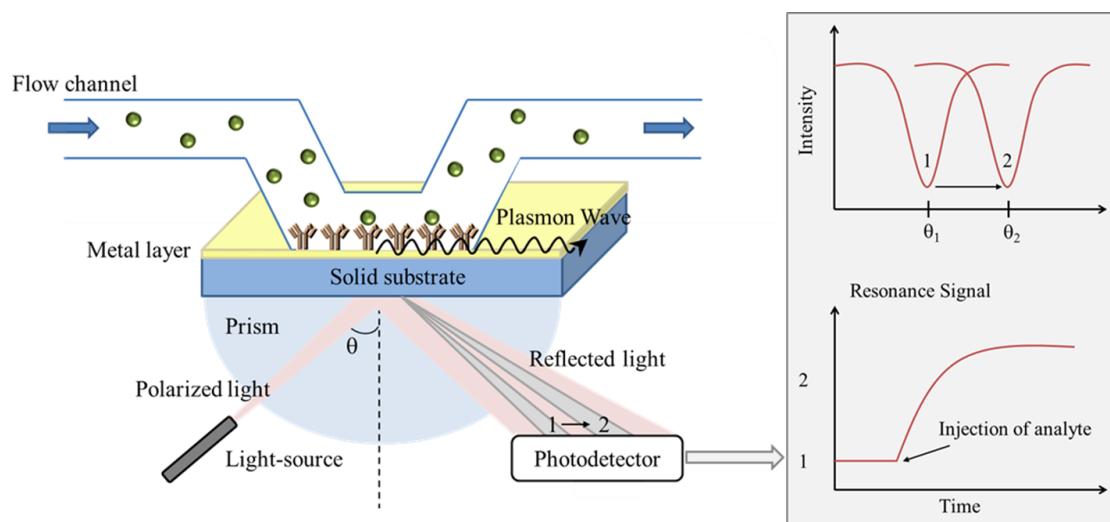 Flow channel
Metal layer
Plasmon Wave
Solid substrate
Prism
θ
Polarized light
Light-source
Reflected light
1 → 2
Photodetector
Intensity
1
2
θ₁
θ₂
Resonance Signal
2
1
Injection of analyte
Time